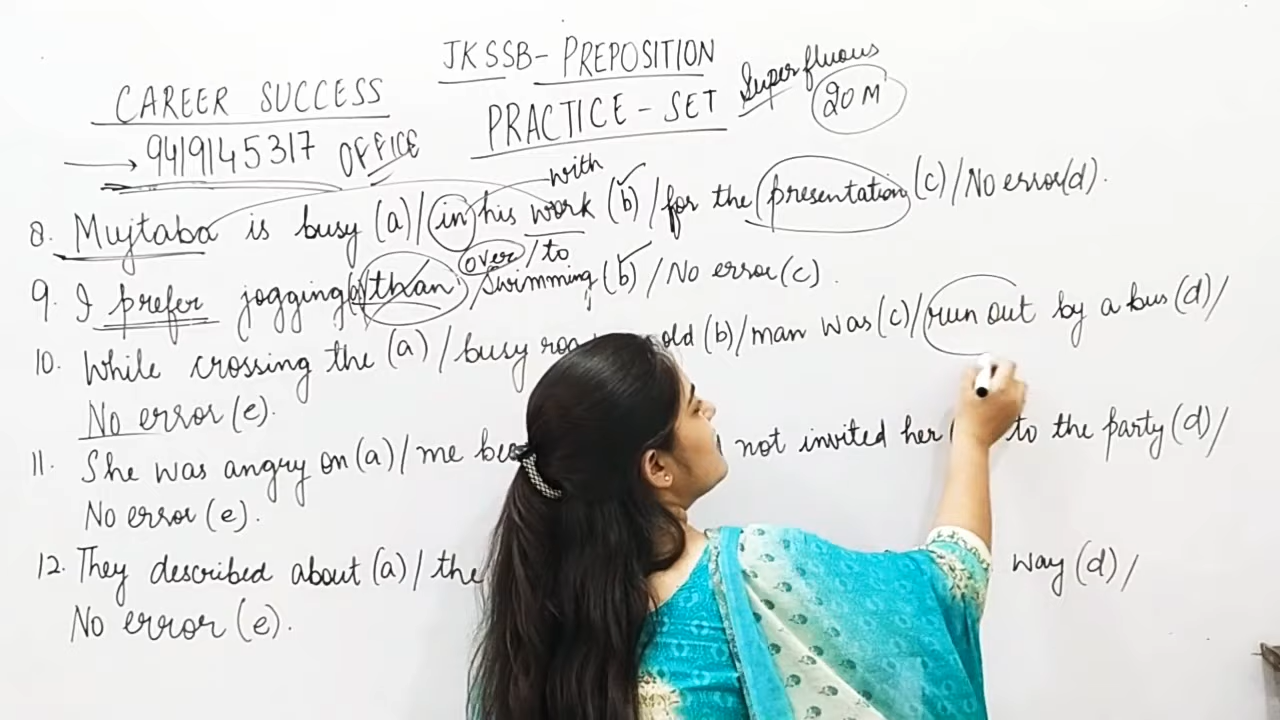 JKSSB- PREPOSITION
CAREER SUCCESS
PRACTICE - SET
Superfluous
20 M
9419145317 OFFICE
with
8. Mujtaba is busy (a)/ in his work (b)/ for the presentation (c)/ No error(d).
over/to
9. I prefer jogging(a)/than /Swimming (b)/No error(c).
10. While crossing the (a)/ busy old (b)/man was (c)/run out by a bus (d)/
No error (e).
11. She was angry on (a)/ me not invited her to the party (d)/
No error (e).
12. They described about (a)/ the way (d)/
No error (e).